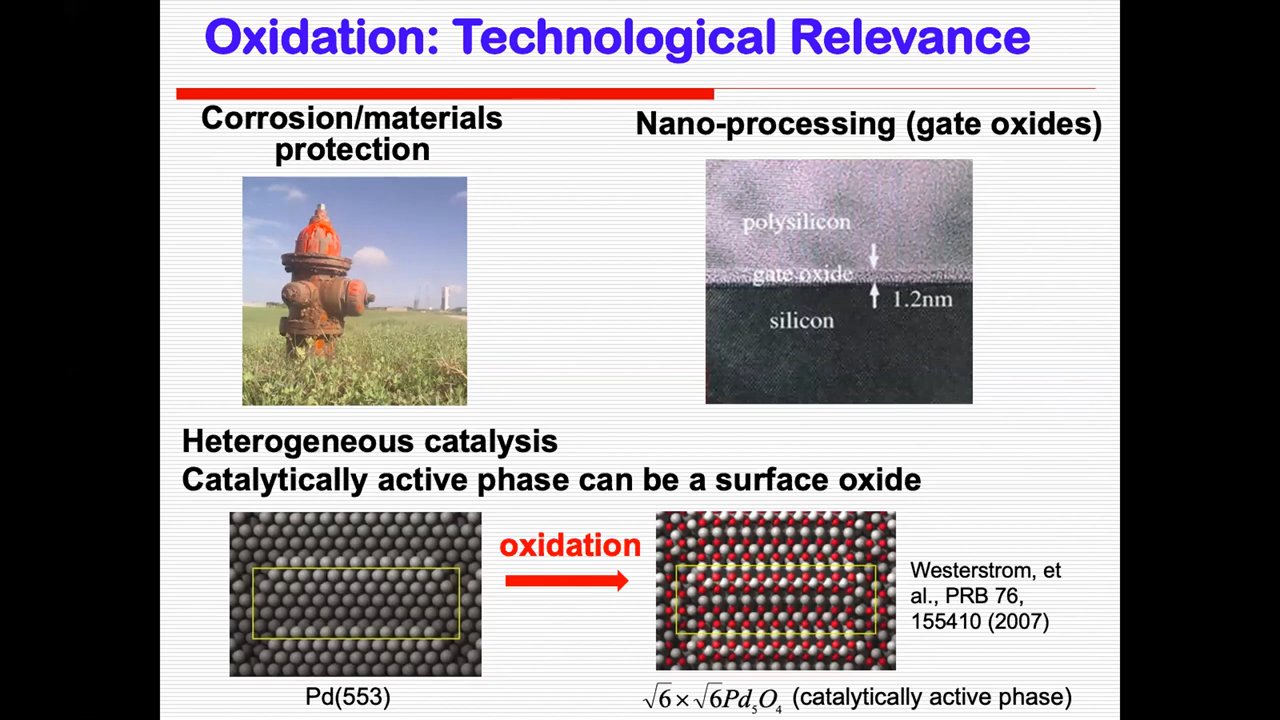 Oxidation: Technological Relevance
Corrosion/materials
protection
Nano-processing (gate oxides)
polysilicon
gate oxide
1.2nm
silicon
Heterogeneous catalysis
Catalytically active phase can be a surface oxide
oxidation
Westerstrom, et
al., PRB 76,
155410 (2007)
Pd(553)
√6×√6Pd₅O₄ (catalytically active phase)